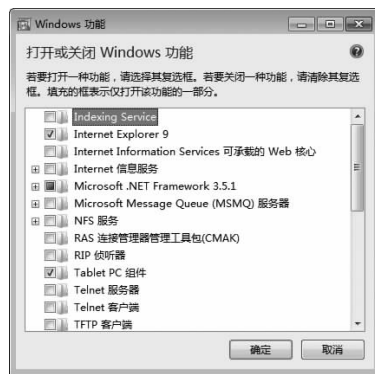 Windows 功能
打开或关闭 Windows 功能
若要打开一种功能，请选择其复选框。若要关闭一种功能，请清除其复选
框。填充的框表示仅打开该功能的一部分。
Indexing Service
Internet Explorer 9
Internet Information Services 可承载的 Web 核心
Internet 信息服务
Microsoft .NET Framework 3.5.1
Microsoft Message Queue (MSMQ) 服务器
NFS 服务
RAS 连接管理器管理工具包(CMAK)
RIP 侦听器
Tablet PC 组件
Telnet 服务器
Telnet 客户端
TFTP 客户端
确定
取消